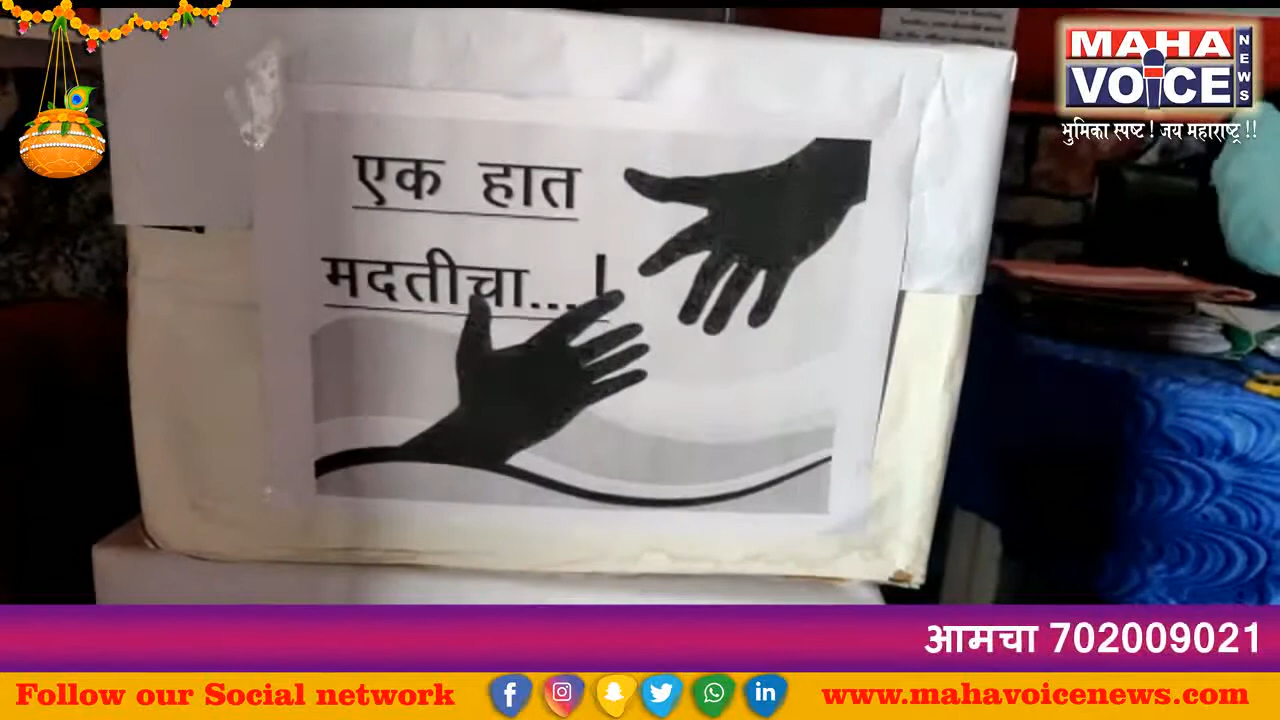 MAHA
VOICE
NEWS
भुमिका स्पष्ट ! जय महाराष्ट्र !!
एक हात
मदतीचा...!
आमचा 702009021
Follow our Social network
www.mahavoicenews.com